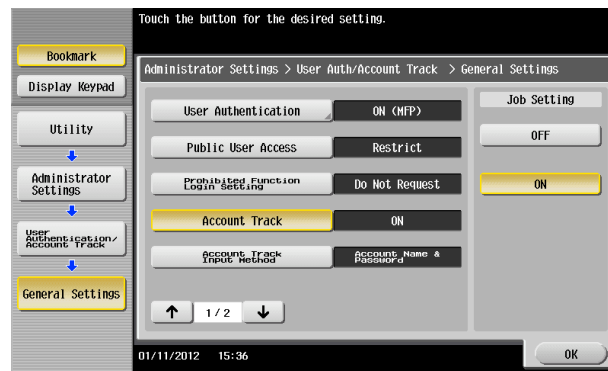 Touch the button for the desired setting.
Bookmark
Display Keypad
Utility
Administrator
Settings
User
Authentication/
Account Track
General Settings
Administrator Settings > User Auth/Account Track > General Settings
User Authentication
ON (MFP)
Public User Access
Restrict
Prohibited Function
Login Setting
Do Not Request
Account Track
ON
Account Track
Input Method
Account Name &
Password
↑ 1/2 ↓
Job Setting
OFF
ON
01/11/2012 15:36
OK